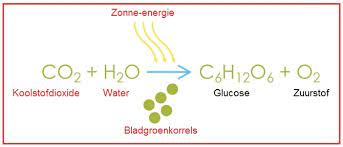 Zonne-energie
CO2 + H2O → C6H12O6 + O2
Koolstofdioxide Water Glucose Zuurstof
Bladgroenkorrels